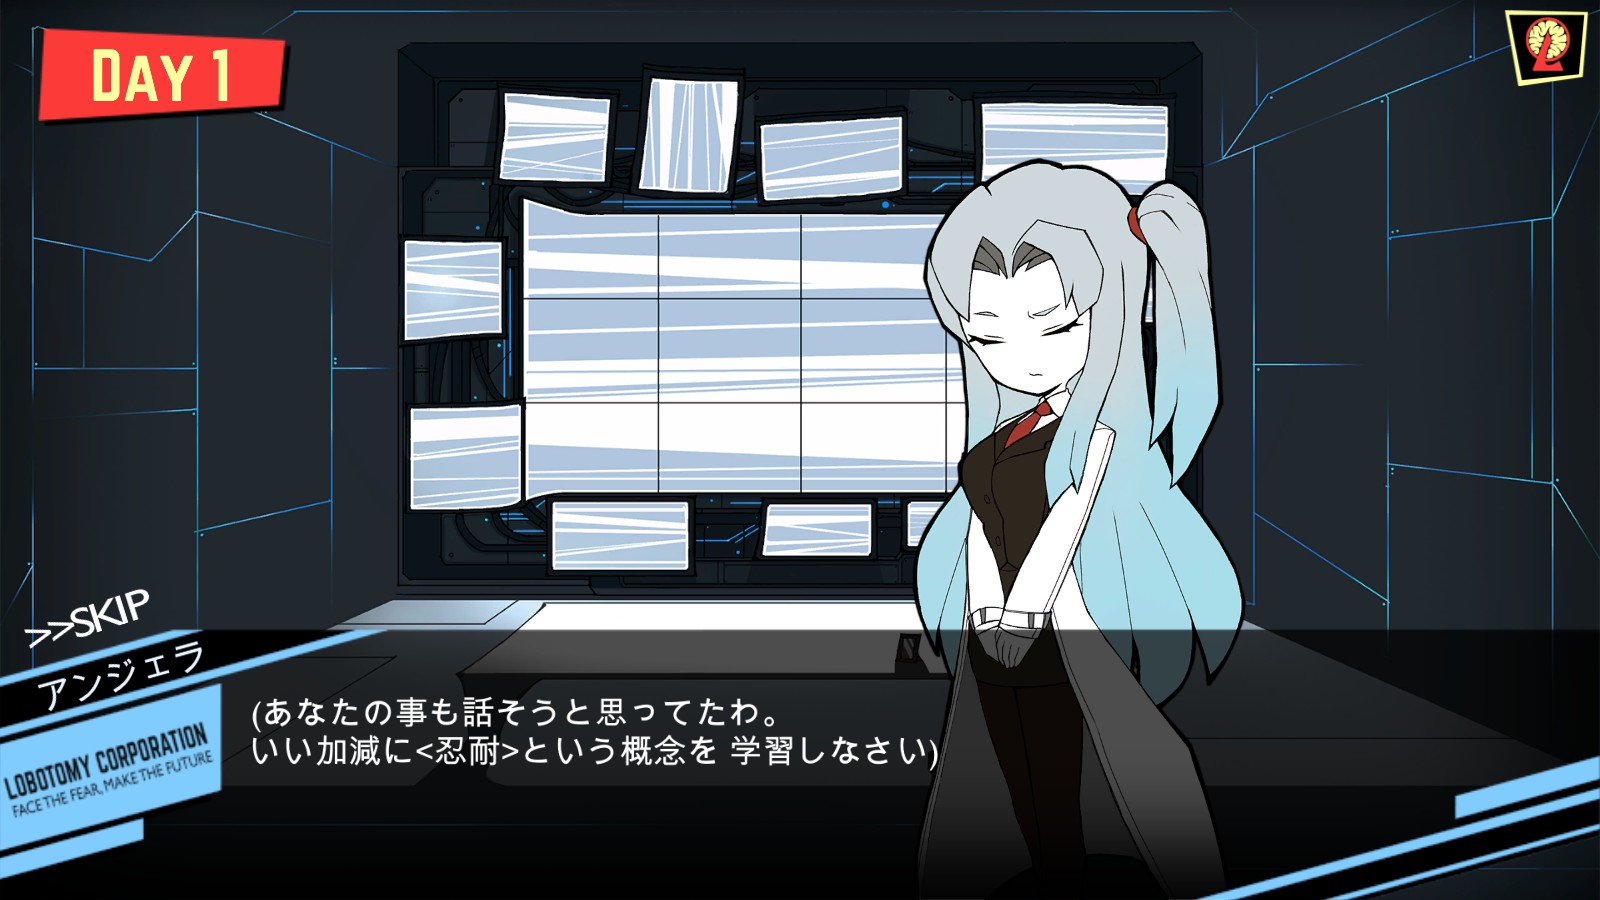 DAY 1
>>SKIP
アンジェラ
(あなたの事も話そうと思ってたわ。
いい加減に<忍耐>という概念を 学習しなさい)
LOBOTOMY CORPORATION
FACE THE FEAR, MAKE THE FUTURE